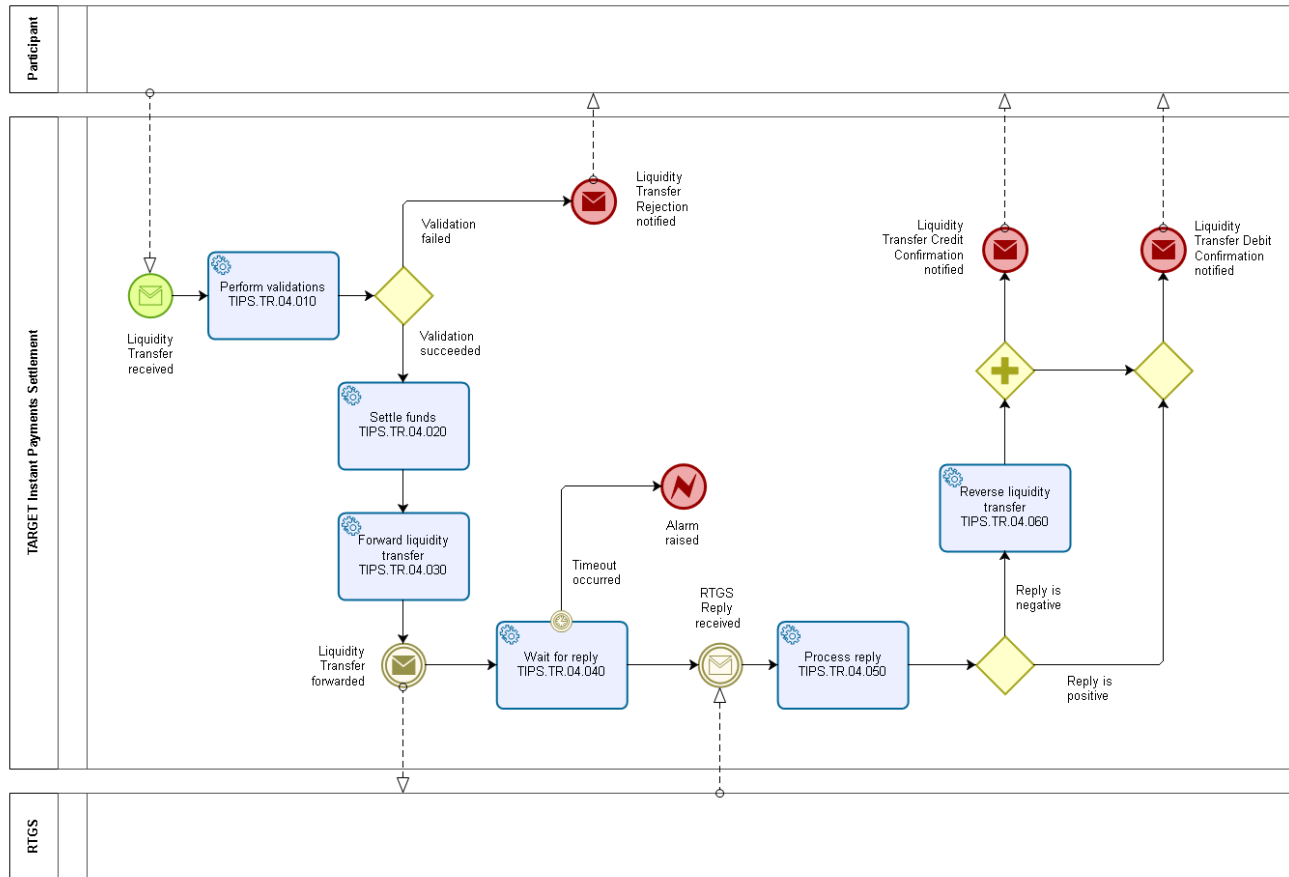 Participant
TARGET Instant Payments Settlement
RTGS
Liquidity
Transfer
received
Perform validations
TIPS.TR.04.010
Validation
failed
Validation
succeeded
Liquidity
Transfer
Rejection
notified
Settle funds
TIPS.TR.04.020
Forward liquidity
transfer
TIPS.TR.04.030
Liquidity
Transfer
forwarded
Wait for reply
TIPS.TR.04.040
Timeout
occurred
Alarm
raised
RTGS
Reply
received
Process reply
TIPS.TR.04.050
Reply is
negative
Reply is
positive
Reverse liquidity
transfer
TIPS.TR.04.060
Liquidity
Transfer Credit
Confirmation
notified
Liquidity
Transfer Debit
Confirmation
notified